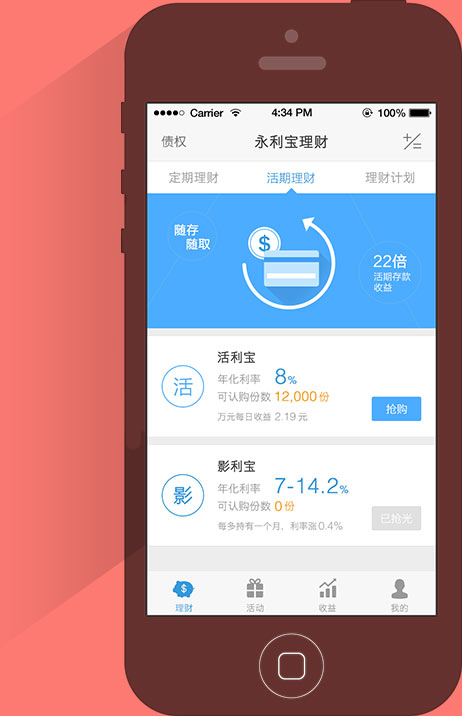 Carrier 4:34 PM 100%
债权 永利宝理财
定期理财 活期理财 理财计划
随存
随取
$
22倍
活期存款
收益
活
活利宝
年化利率 8%
可认购份数 12,000份
万元每日收益 2.19 元
抢购
影
影利宝
年化利率 7-14.2%
可认购份数 0份
每多持有一个月，利率涨0.4%
已抢光
$
理财 活动 收益 我的